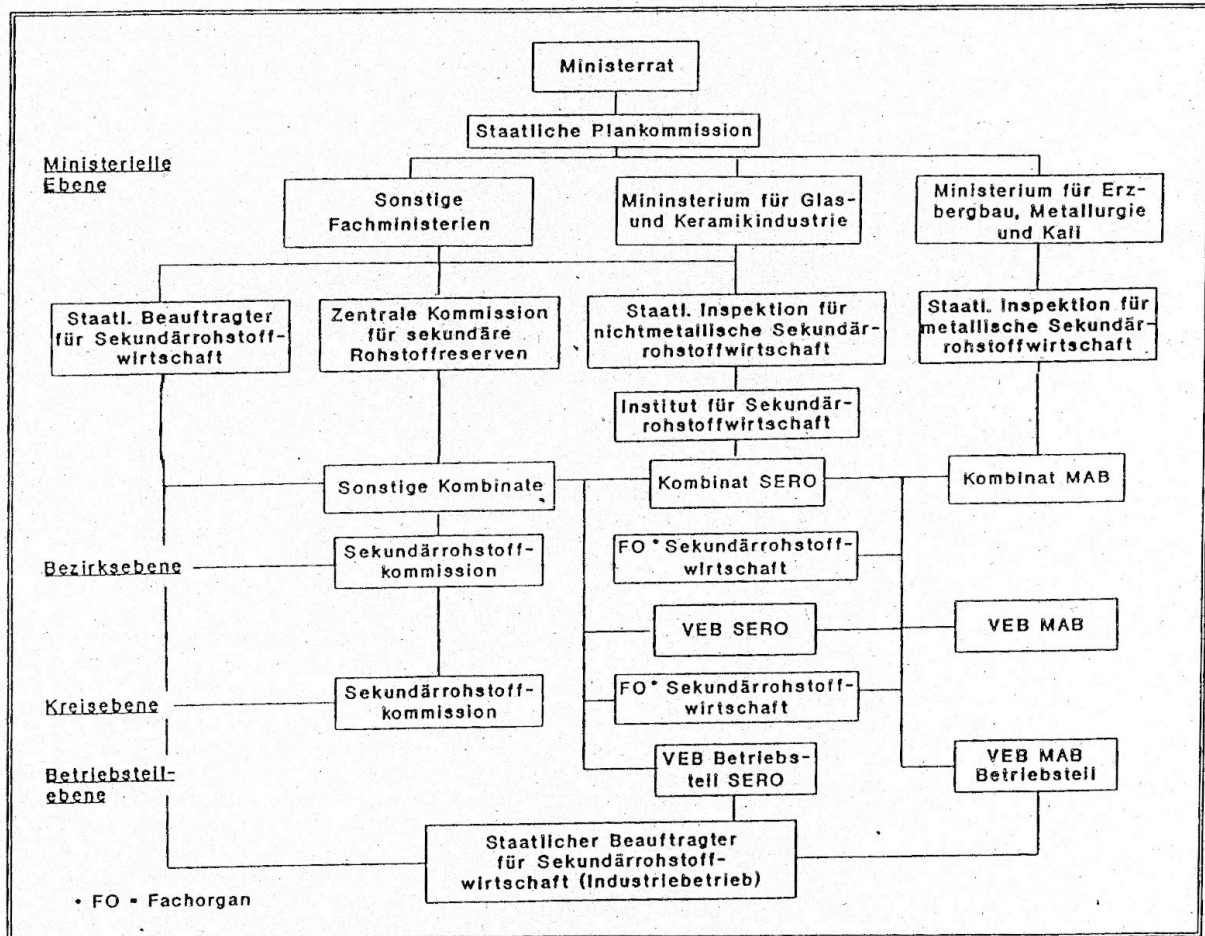 Ministerrat
Staatliche Plankommission
Ministerielle
Ebene
Sonstige
Fachministerien
Mininsterium für Glas-
und Keramikindustrie
Ministerium für Erz-
bergbau, Metallurgie
und Kali
Staatl. Beauftragter
für Sekundärrohstoff-
wirtschaft
Zentrale Kommission
für sekundäre
Rohstoffreserven
Staatl. Inspektion für
nichtmetallische Sekundär-
rohstoffwirtschaft
Staatl. Inspektion für
metallische Sekundär-
rohstoffwirtschaft
Institut für Sekundär-
rohstoffwirtschaft
Sonstige Kombinate
Kombinat SERO
Kombinat MAB
Bezirksebene
Sekundärrohstoff-
kommission
FO * Sekundärrohstoff-
wirtschaft
VEB SERO
VEB MAB
Kreisebene
Sekundärrohstoff-
kommission
FO * Sekundärrohstoff-
wirtschaft
Betriebsteil-
ebene
VEB Betriebs-
teil SERO
VEB MAB
Betriebsteil
Staatlicher Beauftragter
für Sekundärrohstoff-
wirtschaft (Industriebetrieb)
* FO = Fachorgan